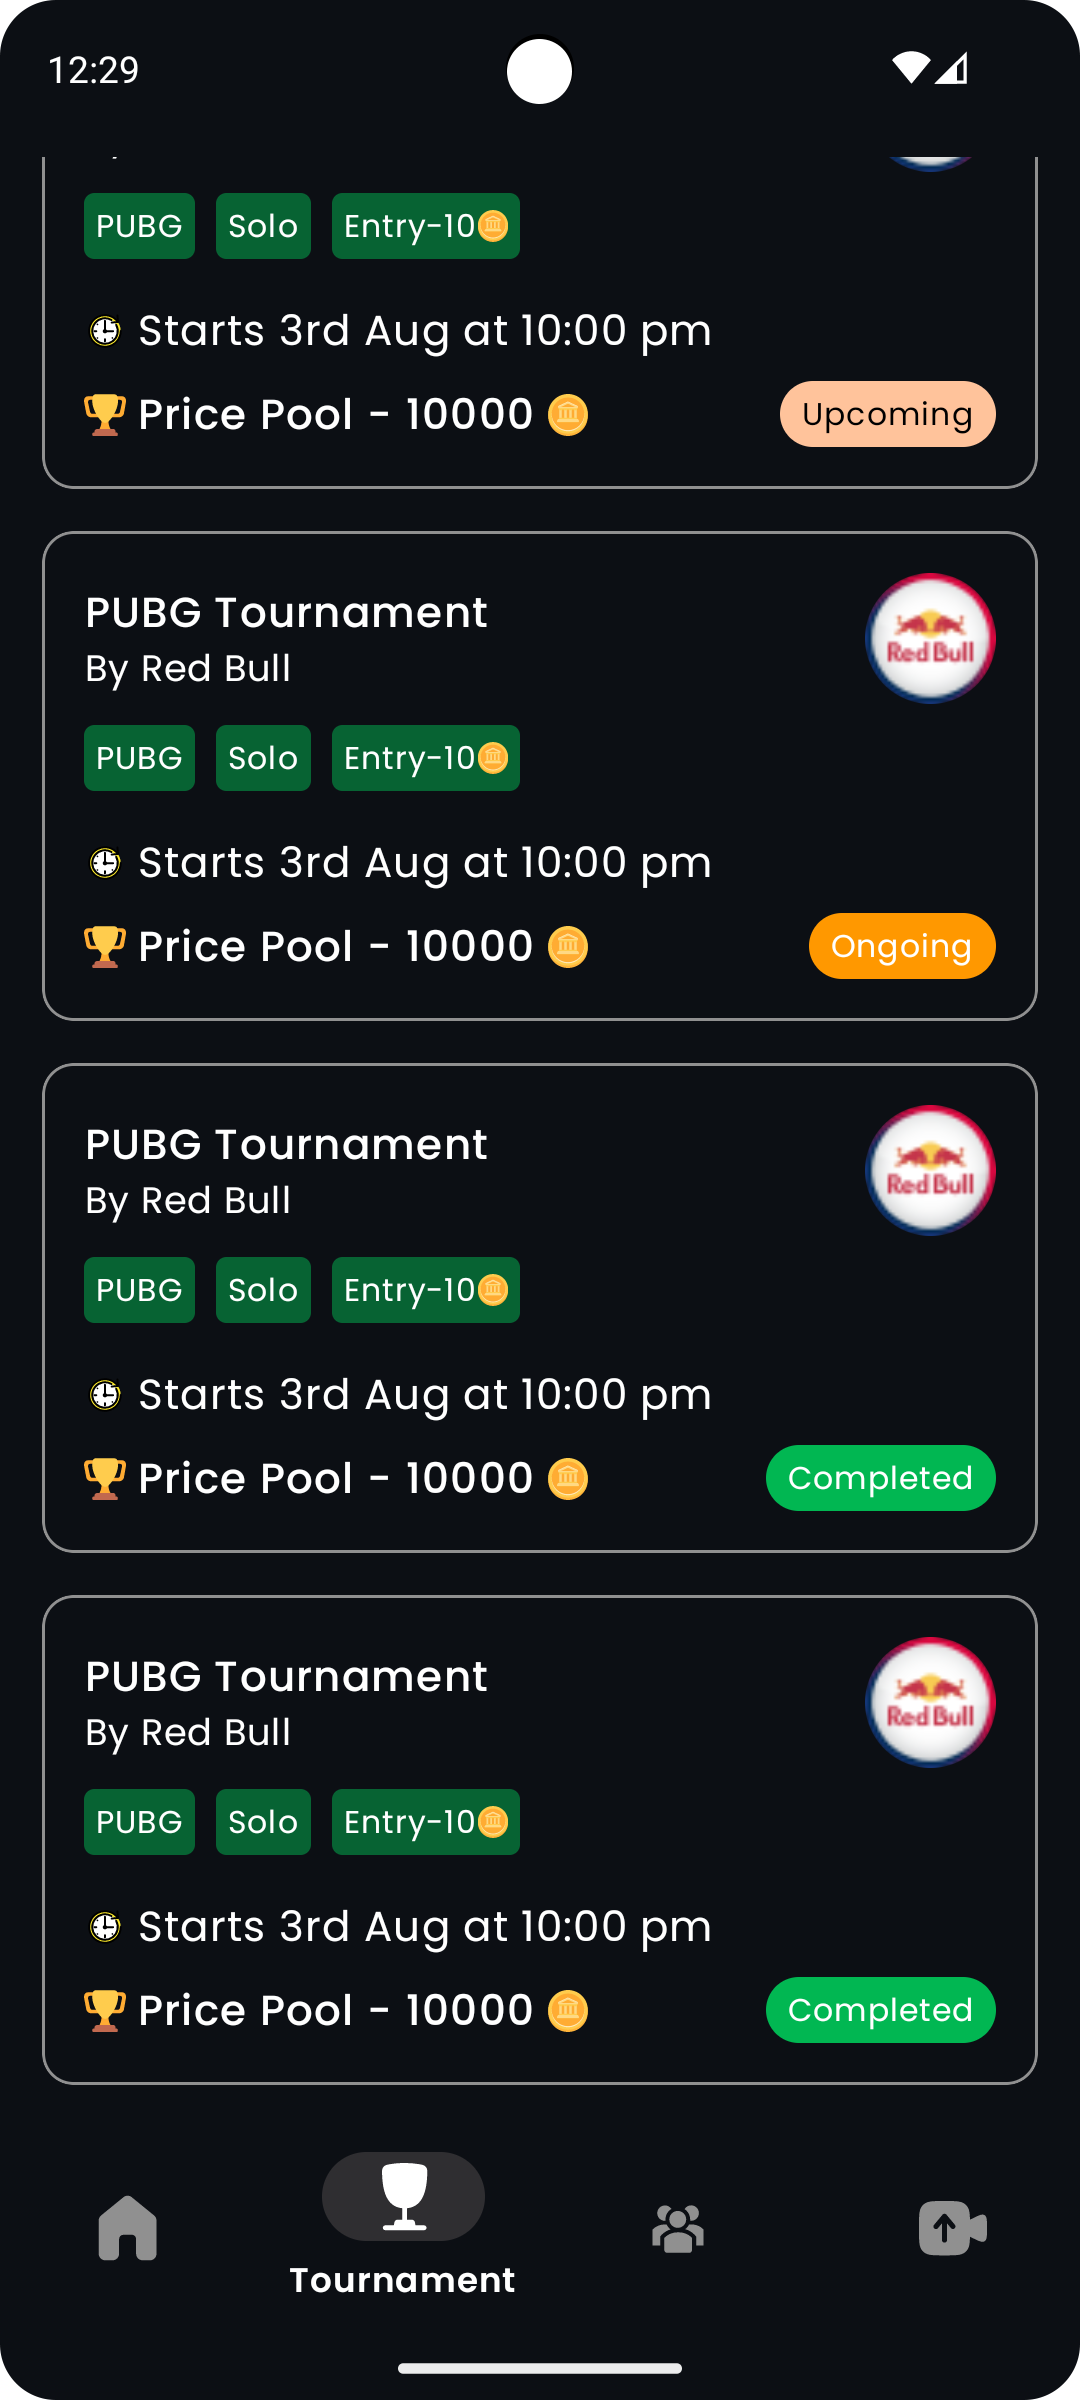 12:29
PUBG Solo Entry-10
Starts 3rd Aug at 10:00 pm
Price Pool - 10000
Upcoming
PUBG Tournament
By Red Bull
Red Bull
PUBG Solo Entry-10
Starts 3rd Aug at 10:00 pm
Price Pool - 10000
Ongoing
PUBG Tournament
By Red Bull
Red Bull
PUBG Solo Entry-10
Starts 3rd Aug at 10:00 pm
Price Pool - 10000
Completed
PUBG Tournament
By Red Bull
Red Bull
PUBG Solo Entry-10
Starts 3rd Aug at 10:00 pm
Price Pool - 10000
Completed
Tournament